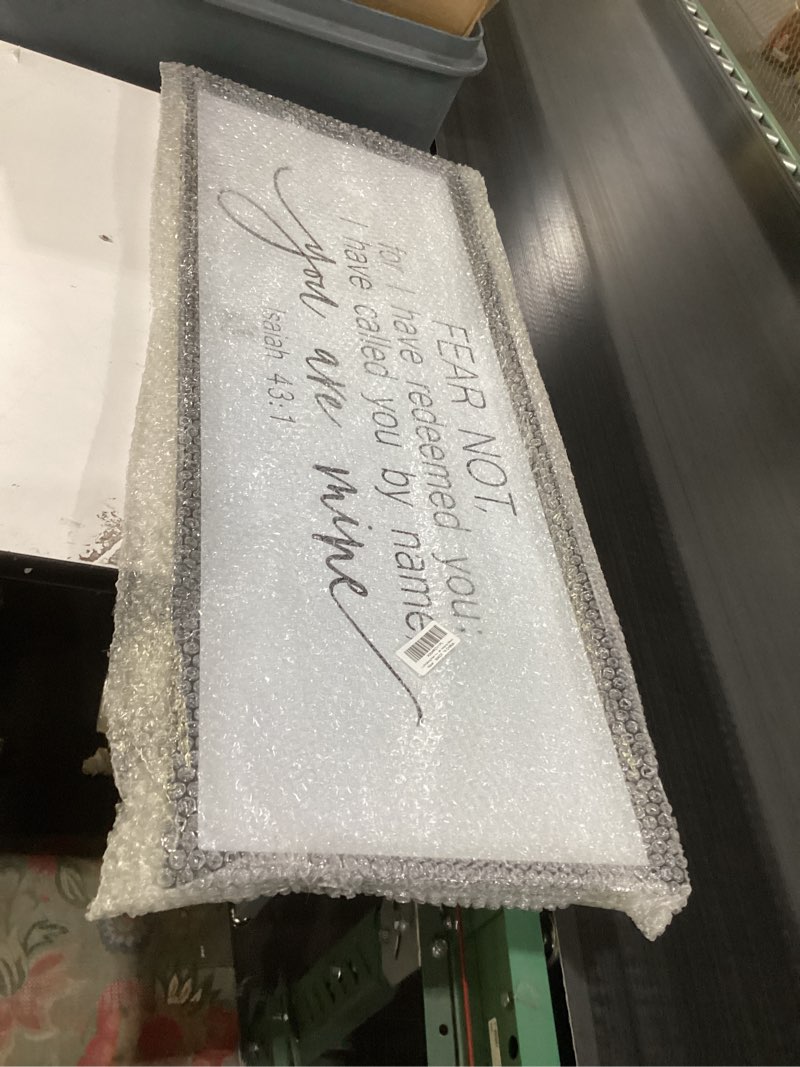 FEAR NOT,
for I have redeemed you;
I have called you by name,
you are mine
Isaiah 43:1